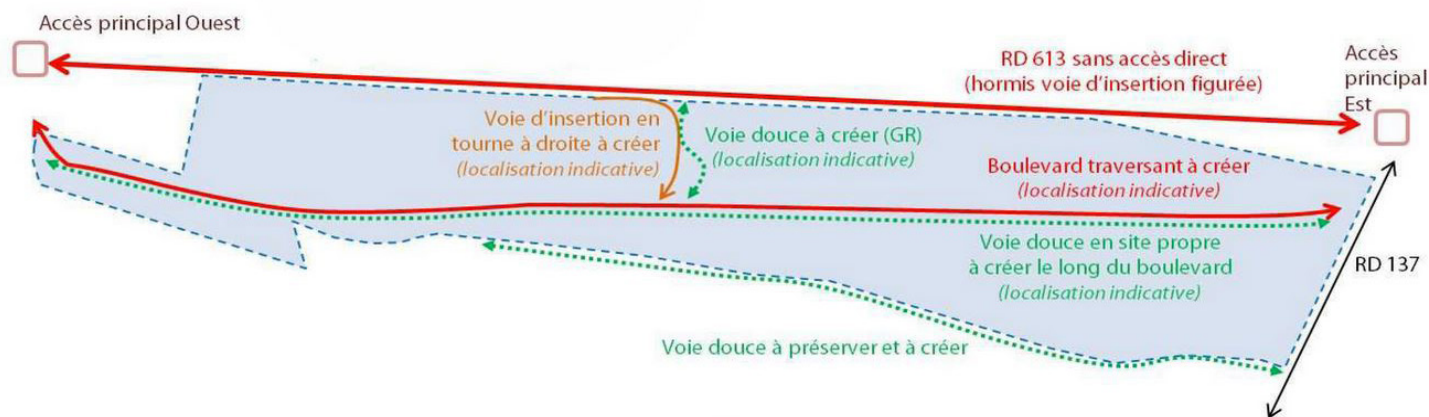 Accès principal Ouest
RD 613 sans accès direct
(hormis voie d'insertion figurée)
Accès
principal
Est
Voie d'insertion en
tourne à droite à créer
(localisation indicative)
Voie douce à créer (GR)
(localisation indicative)
Boulevard traversant à créer
(localisation indicative)
Voie douce en site propre
à créer le long du boulevard
(localisation indicative)
RD 137
Voie douce à préserver et à créer